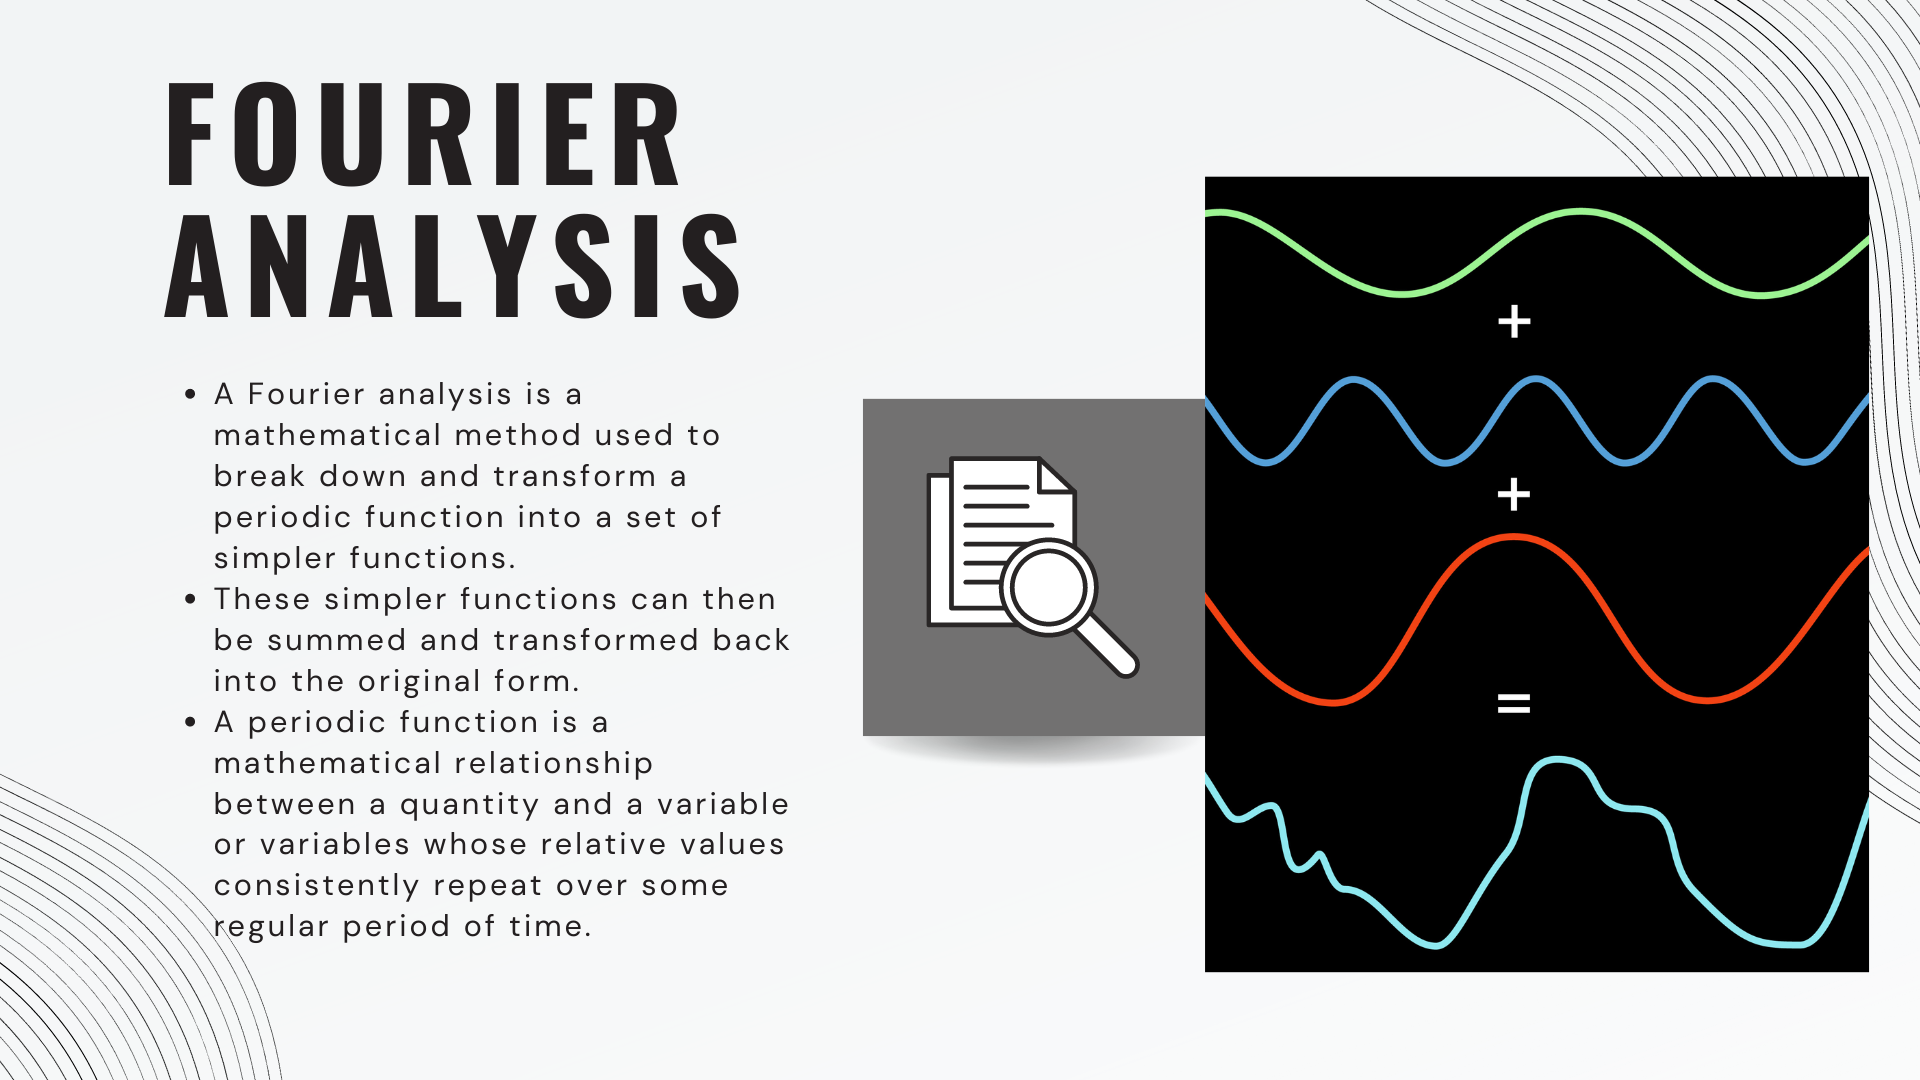 FOURIER
ANALYSIS
• A Fourier analysis is a
mathematical method used to
break down and transform a
periodic function into a set of
simpler functions.
• These simpler functions can then
be summed and transformed back
into the original form.
• A periodic function is a
mathematical relationship
between a quantity and a variable
or variables whose relative values
consistently repeat over some
regular period of time.
+
+
=